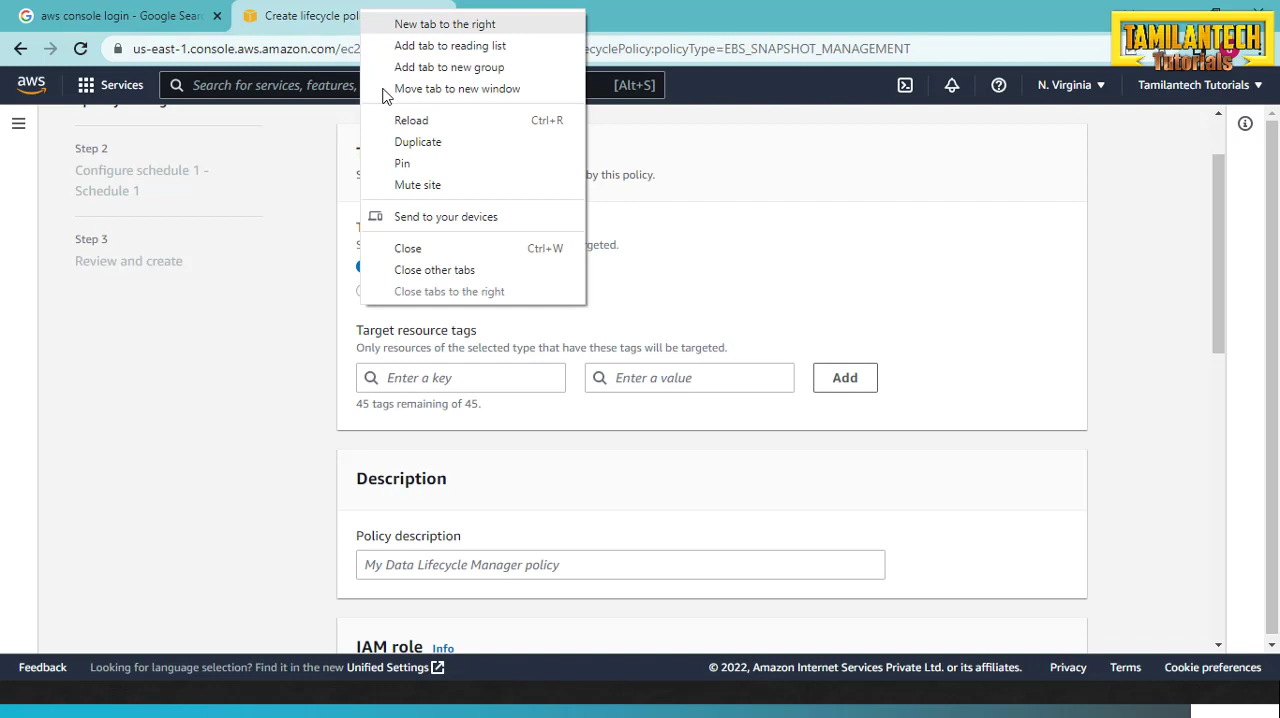 aws console login - Google Sear
Create lifecycle poli
us-east-1.console.aws.amazon.com/ec2
ecyclePolicy:policyType=EBS_SNAPSHOT_MANAGEMENT
TAMILANTECH
Tutorials
New tab to the right
Add tab to reading list
Add tab to new group
Move tab to new window
Reload Ctrl+R
Duplicate
Pin
Mute site
Send to your devices
Close Ctrl+W
Close other tabs
Close tabs to the right
aws
Services
Search for services, features,
[Alt+S]
N. Virginia
Tamilantech Tutorials
Step 2
Configure schedule 1 -
Schedule 1
Step 3
Review and create
by this policy.
geted.
Target resource tags
Only resources of the selected type that have these tags will be targeted.
Enter a key
Enter a value
Add
45 tags remaining of 45.
Description
Policy description
My Data Lifecycle Manager policy
IAM role Info
Feedback
Looking for language selection? Find it in the new Unified Settings
© 2022, Amazon Internet Services Private Ltd. or its affiliates.
Privacy
Terms
Cookie preferences